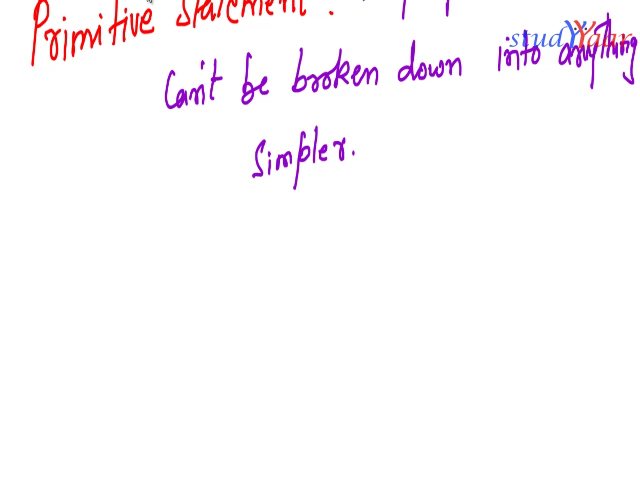 Primitive Statement :
studYYaar
Can't be broken down into anything
Simpler.